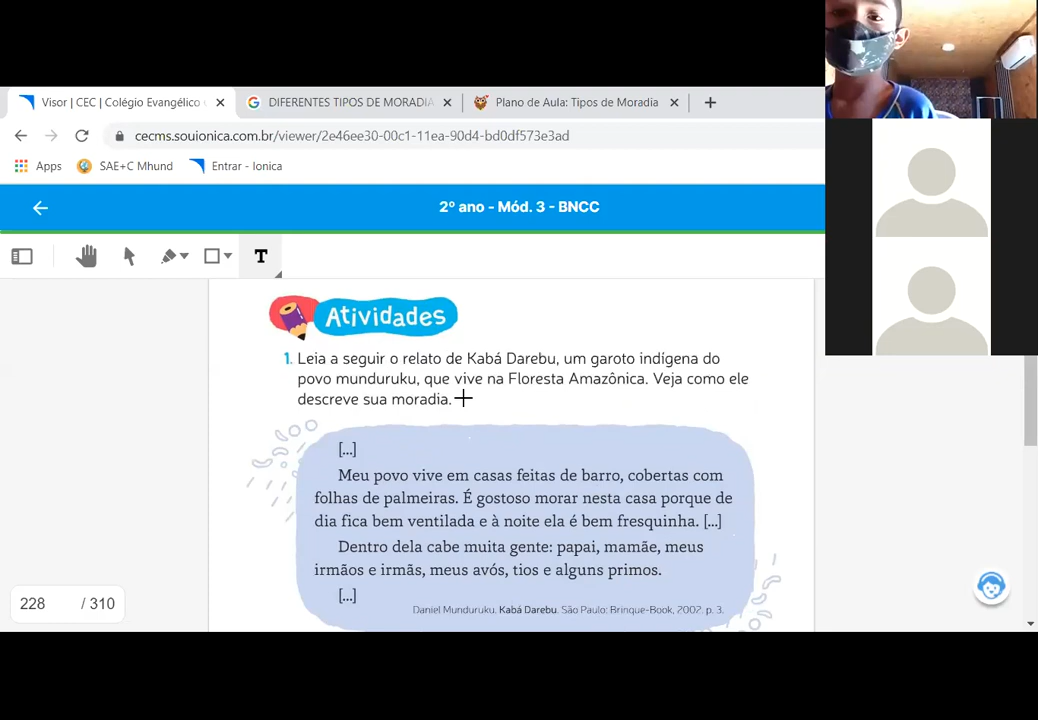 Visor | CEC | Colégio Evangélico
DIFERENTES TIPOS DE MORADIA
Plano de Aula: Tipos de Moradia
cecms.souionica.com.br/viewer/2e46ee30-00c1-11ea-90d4-bd0df573e3ad
Apps SAE+C Mhund Entrar - Ionica
2º ano - Mód. 3 - BNCC
T
Atividades
1. Leia a seguir o relato de Kabá Darebu, um garoto indígena do
povo munduruku, que vive na Floresta Amazônica. Veja como ele
descreve sua moradia.
[...]
Meu povo vive em casas feitas de barro, cobertas com
folhas de palmeiras. É gostoso morar nesta casa porque de
dia fica bem ventilada e à noite ela é bem fresquinha. [...]
Dentro dela cabe muita gente: papai, mamãe, meus
irmãos e irmãs, meus avós, tios e alguns primos.
[...]
Daniel Munduruku. Kabá Darebu. São Paulo: Brinque-Book, 2002. p. 3.
228 / 310